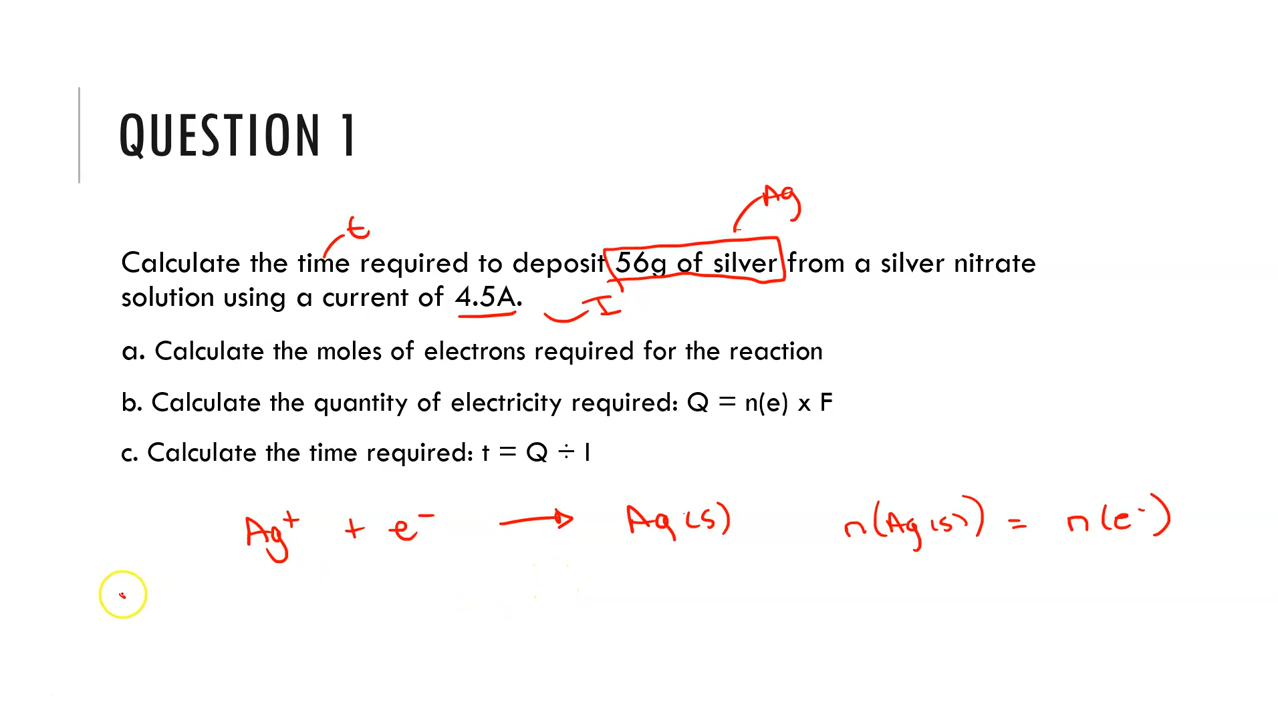 QUESTION 1
Ag
t
Calculate the time required to deposit 56g of silver from a silver nitrate
solution using a current of 4.5A.
I
a. Calculate the moles of electrons required for the reaction
b. Calculate the quantity of electricity required: Q = n(e) x F
c. Calculate the time required: t = Q ÷ I
Ag⁺ + e⁻ → Ag(s) n(Ag(s)) = n(e⁻)